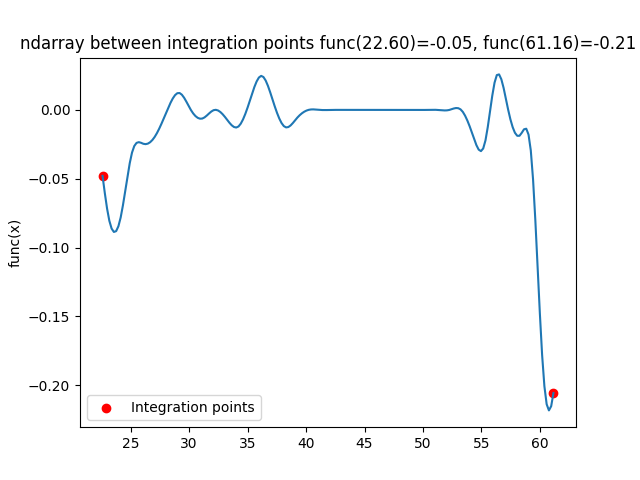 ndarray between integration points func(22.60)=-0.05, func(61.16)=-0.21
0.00
−0.05
−0.10
−0.15
−0.20
func(x)
Integration points
25 30 35 40 45 50 55 60